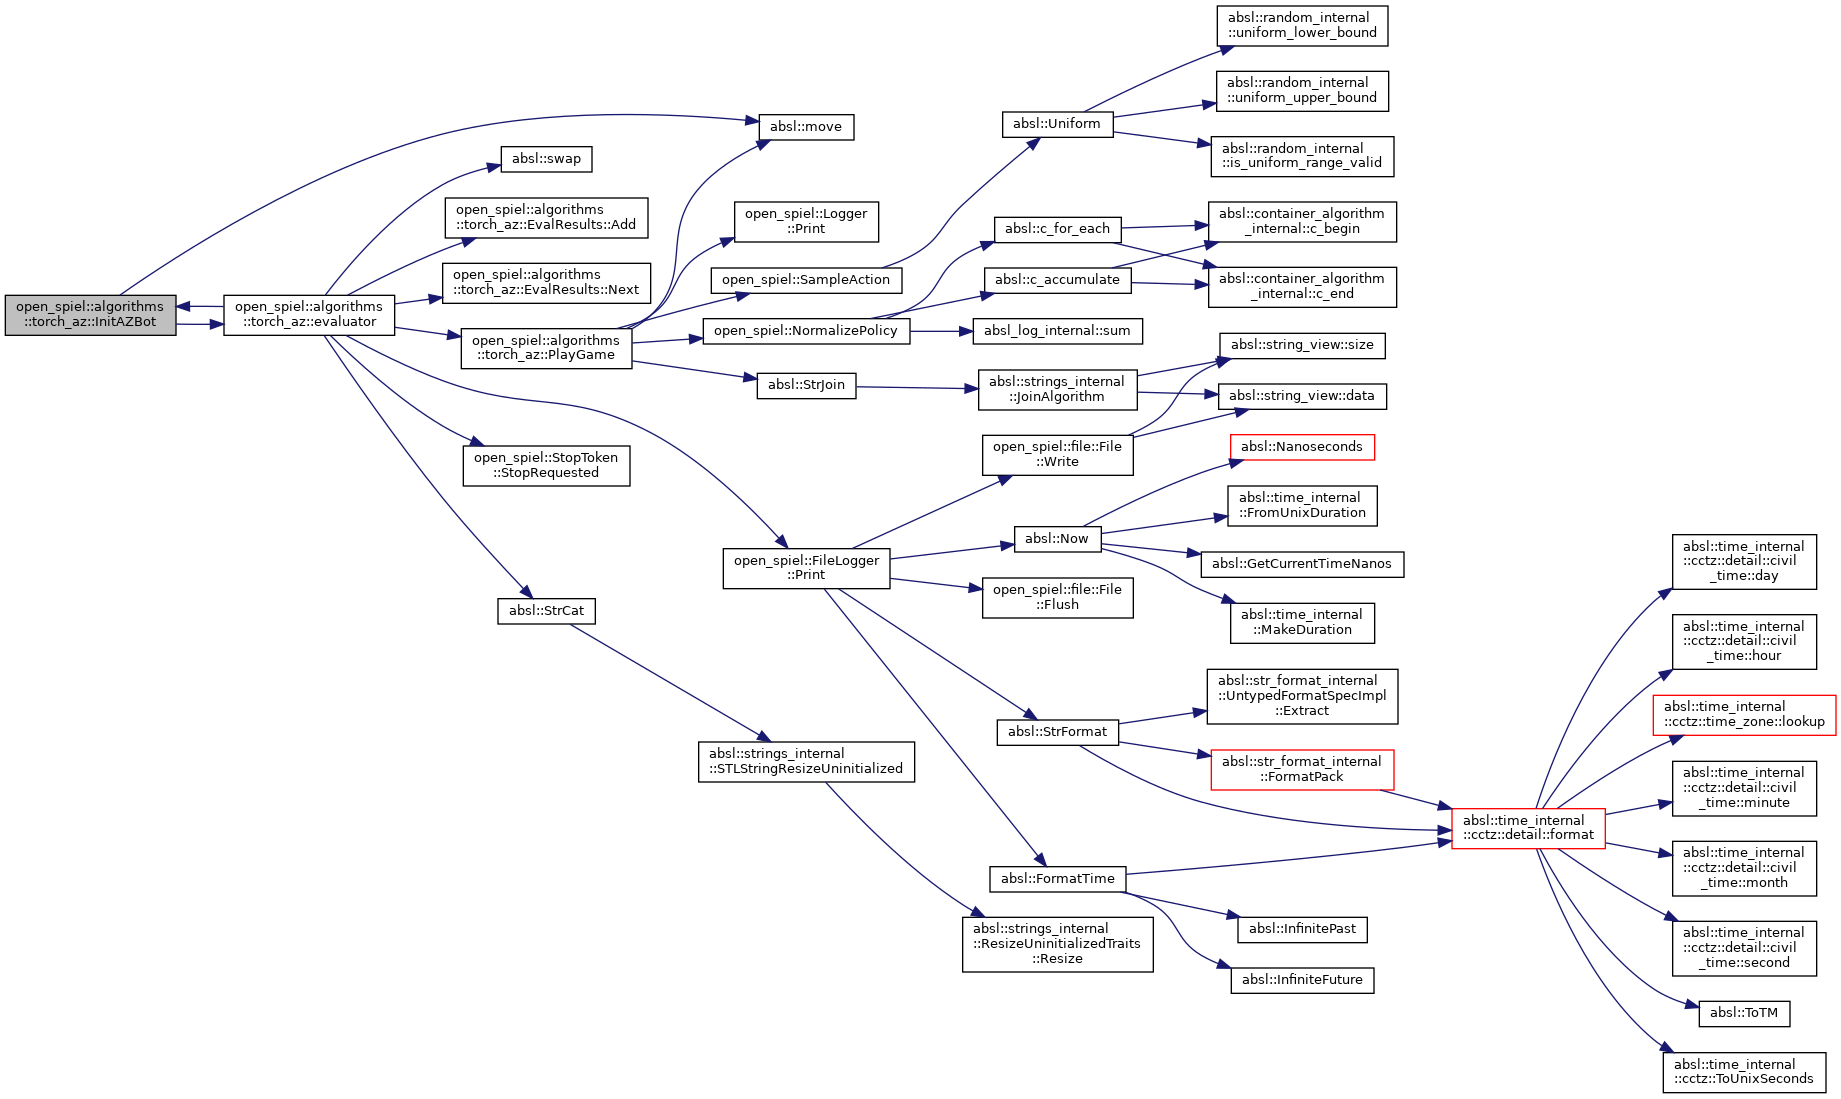 open_spiel::algorithms
::torch_az::InitAZBot
open_spiel::algorithms
::torch_az::evaluator
absl::move
absl::swap
open_spiel::algorithms
::torch_az::EvalResults::Add
open_spiel::algorithms
::torch_az::EvalResults::Next
open_spiel::algorithms
::torch_az::PlayGame
open_spiel::StopToken
::StopRequested
absl::StrCat
open_spiel::Logger
::Print
open_spiel::SampleAction
open_spiel::NormalizePolicy
absl::StrJoin
open_spiel::FileLogger
::Print
absl::strings_internal
::STLStringResizeUninitialized
absl::Uniform
absl::c_for_each
absl::c_accumulate
absl_log_internal::sum
absl::strings_internal
::JoinAlgorithm
open_spiel::file::File
::Write
absl::Now
open_spiel::file::File
::Flush
absl::StrFormat
absl::FormatTime
absl::strings_internal
::ResizeUninitializedTraits
::Resize
absl::random_internal
::uniform_lower_bound
absl::random_internal
::uniform_upper_bound
absl::random_internal
::is_uniform_range_valid
absl::container_algorithm
_internal::c_begin
absl::container_algorithm
_internal::c_end
absl::string_view::size
absl::string_view::data
absl::Nanoseconds
absl::time_internal
::FromUnixDuration
absl::GetCurrentTimeNanos
absl::time_internal
::MakeDuration
absl::str_format_internal
::UntypedFormatSpecImpl
::Extract
absl::str_format_internal
::FormatPack
absl::InfinitePast
absl::InfiniteFuture
absl::time_internal
::cctz::detail::format
absl::time_internal
::cctz::detail::civil
_time::day
absl::time_internal
::cctz::detail::civil
_time::hour
absl::time_internal
::cctz::time_zone::lookup
absl::time_internal
::cctz::detail::civil
_time::minute
absl::time_internal
::cctz::detail::civil
_time::month
absl::time_internal
::cctz::detail::civil
_time::second
absl::ToTM
absl::time_internal
::cctz::ToUnixSeconds